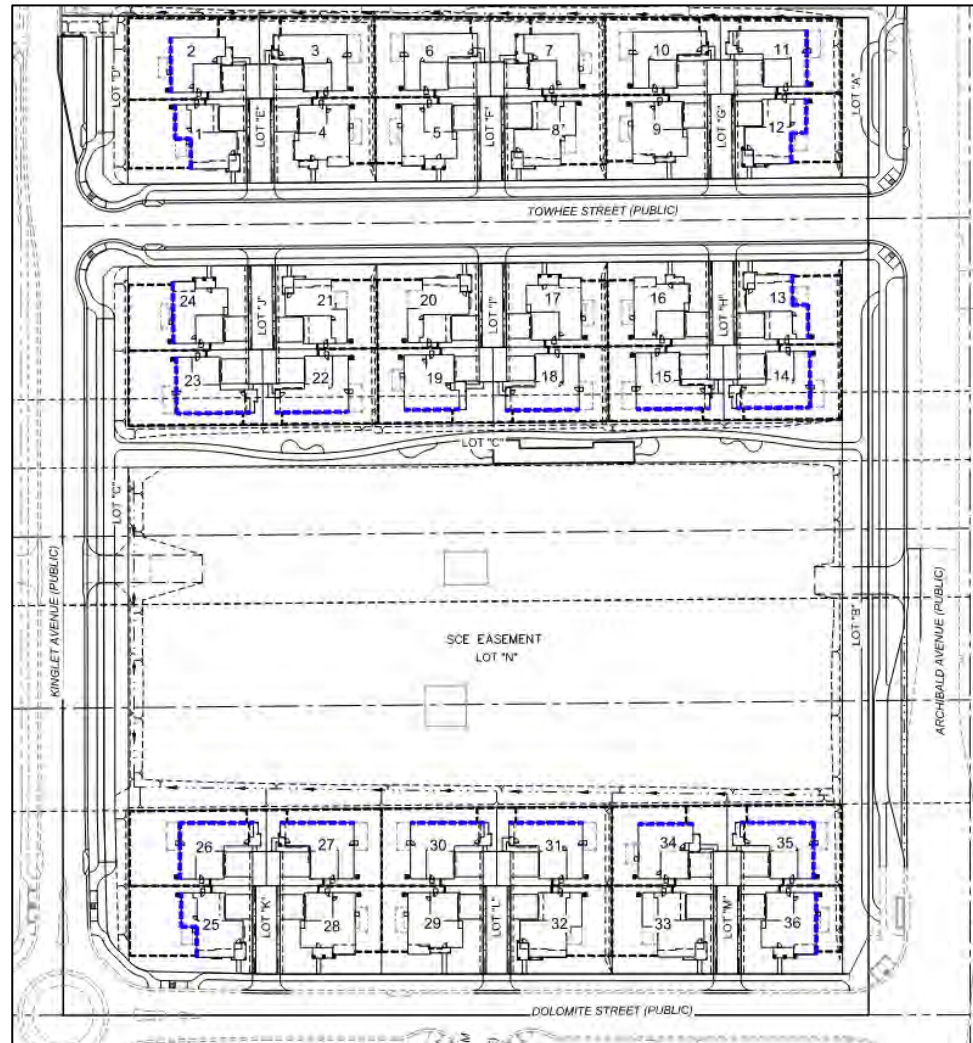 2 3 6 7 10 11
LOT "D"
LOT "E"
LOT "F"
LOT "G"
LOT "A"
1 4 5 8 9 12
TOWHEE STREET (PUBLIC)
24 21 20 17 16 13
LOT "J"
LOT "I"
LOT "H"
23 22 19 18 15 14
LOT "C"
LOT "C"
KINGLET AVENUE (PUBLIC)
ARCHIBALD AVENUE (PUBLIC)
LOT "B"
SCE EASEMENT
LOT "N"
26 27 30 31 34 35
LOT "K"
LOT "L"
LOT "M"
25 28 29 32 33 36
DOLOMITE STREET (PUBLIC)